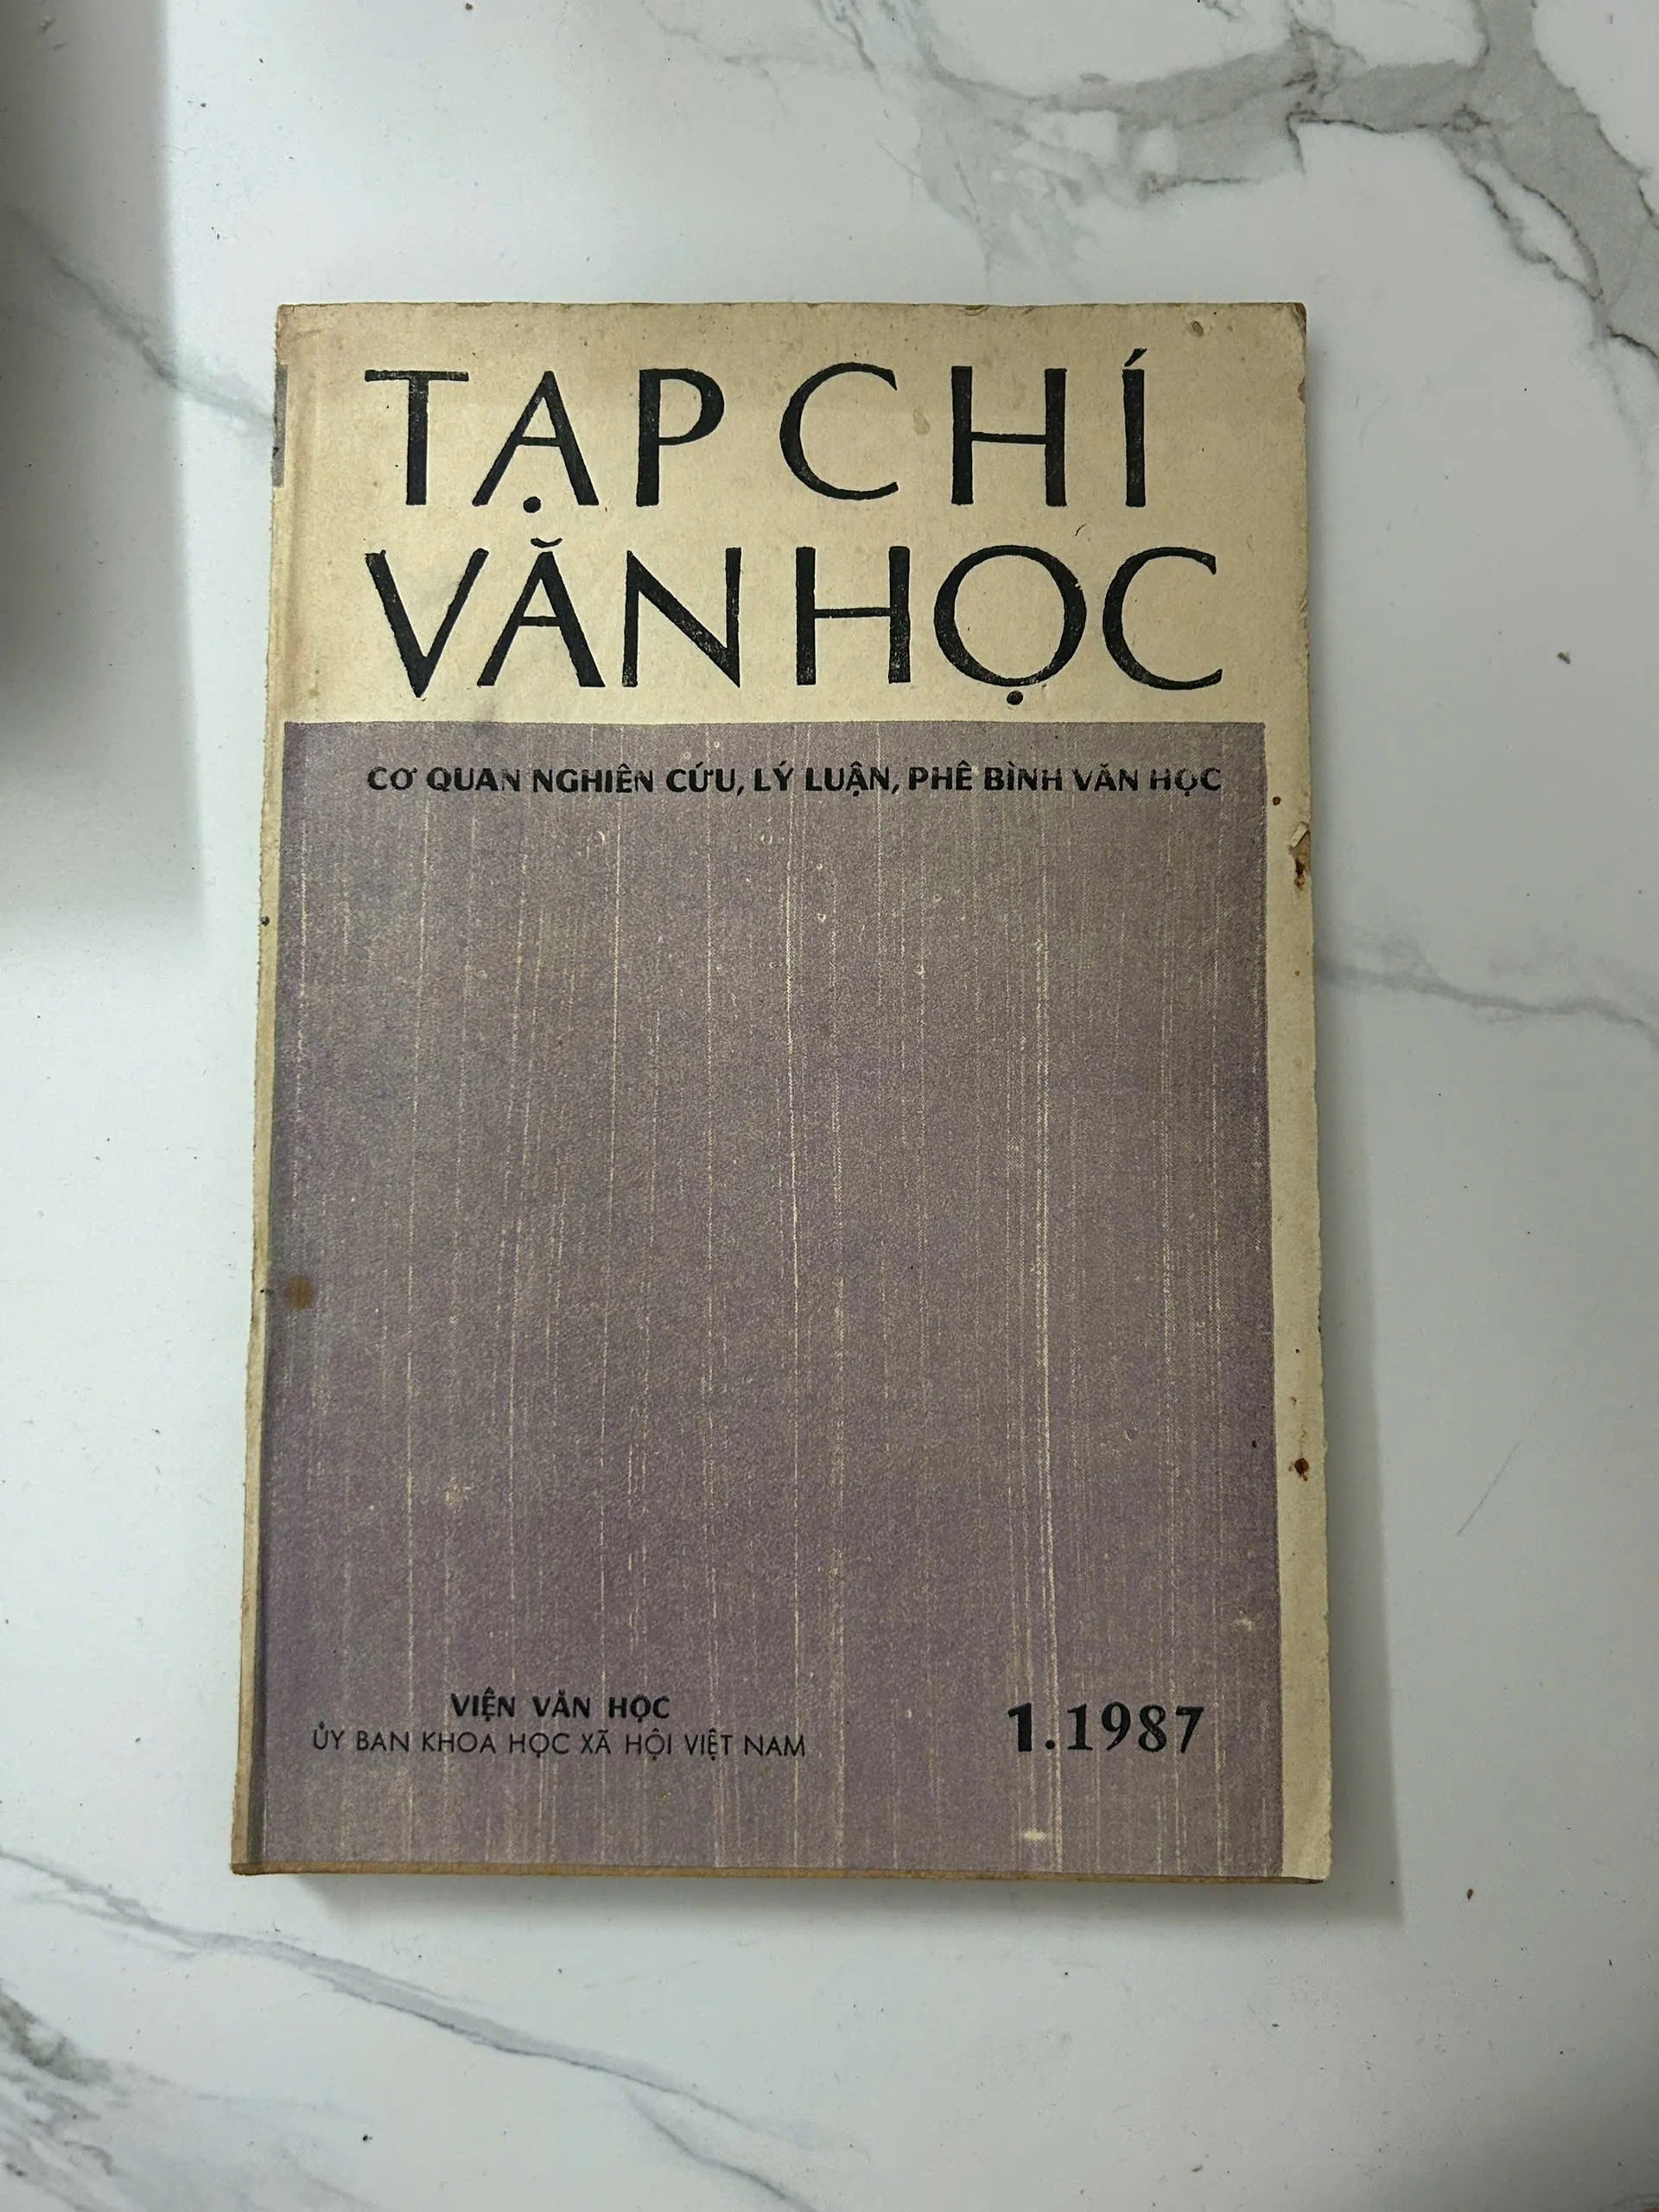 TẠP CHÍ
VĂN HỌC
CƠ QUAN NGHIÊN CỨU, LÝ LUẬN, PHÊ BÌNH VĂN HỌC
VIỆN VĂN HỌC
ỦY BAN KHOA HỌC XÃ HỘI VIỆT NAM
1.1987